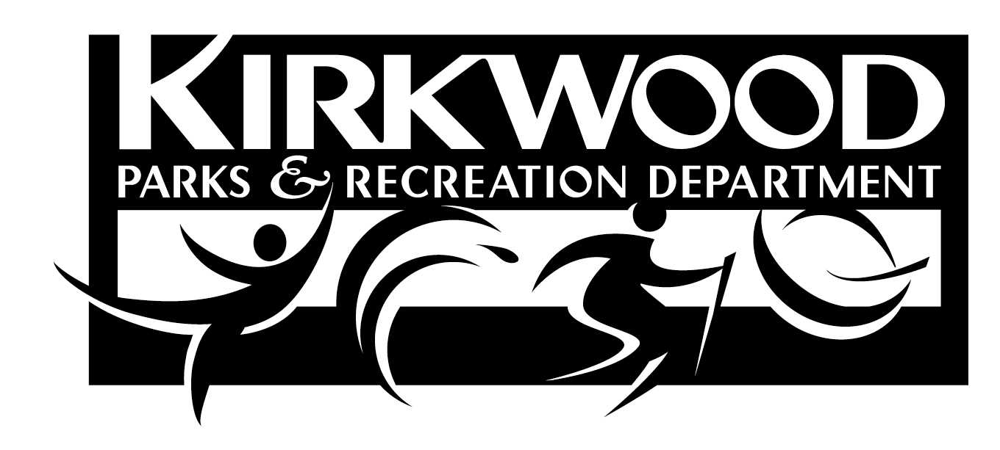 KIRKWOOD
PARKS & RECREATION DEPARTMENT